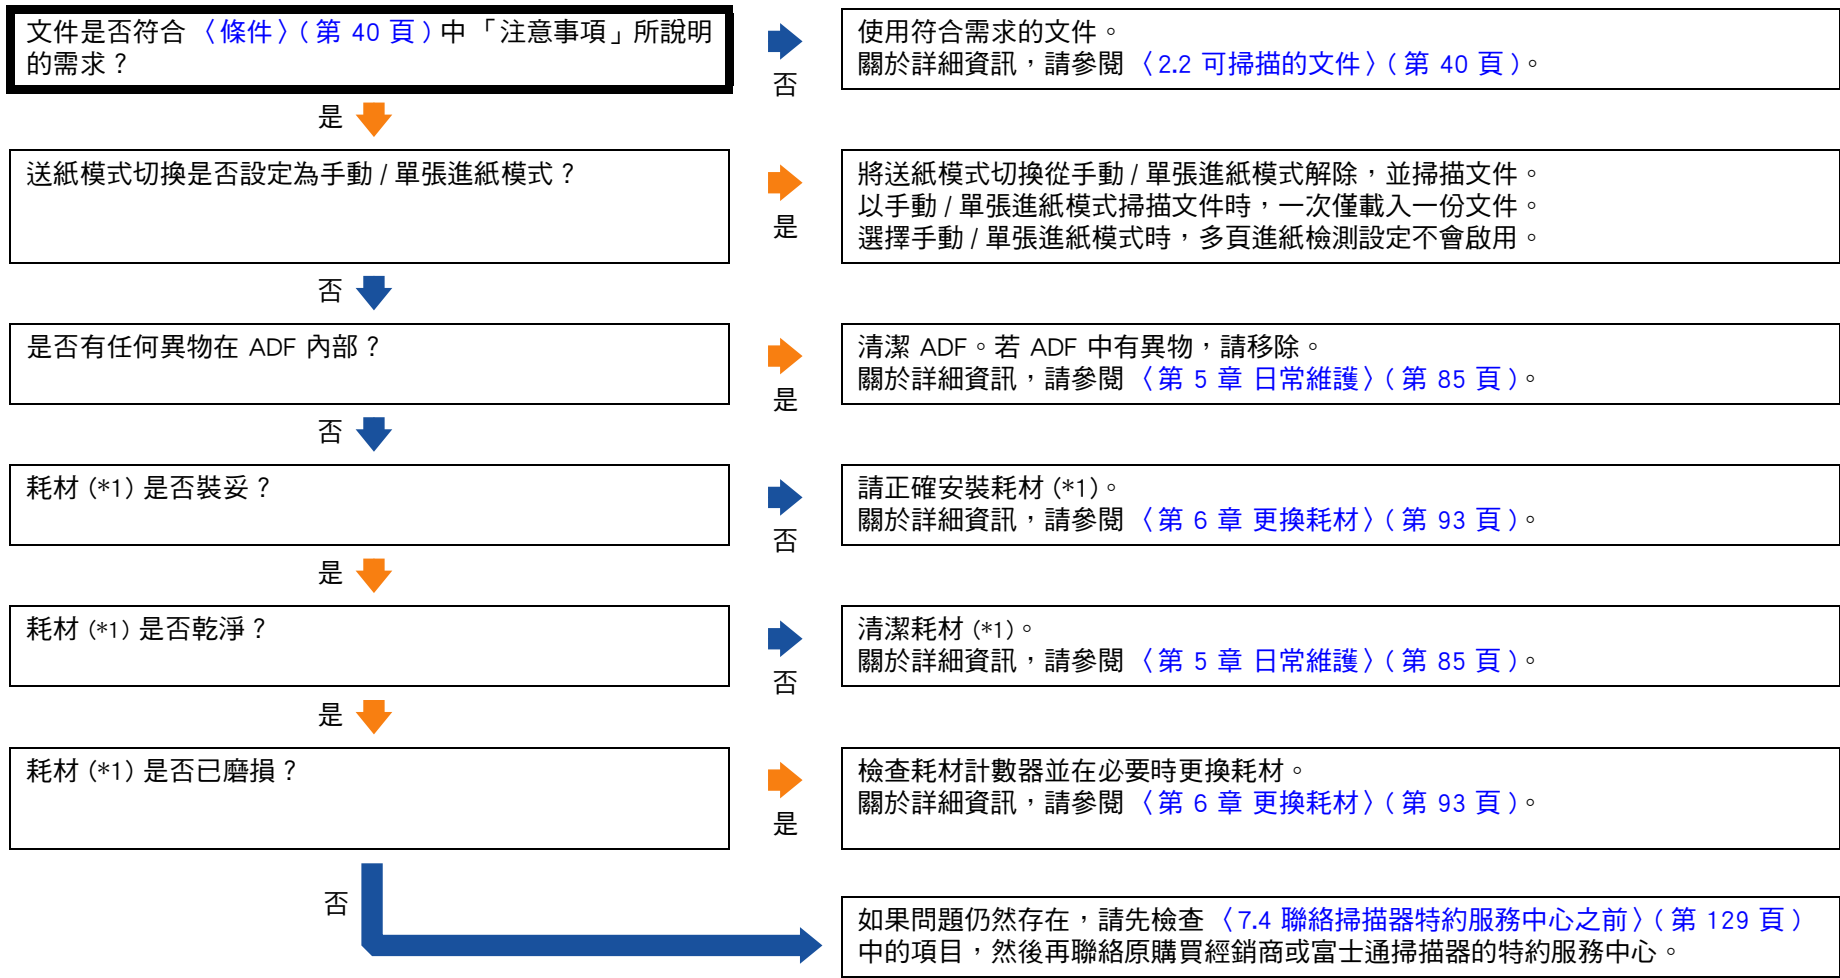 文件是否符合 〈條件〉( 第 40 頁 ) 中 「注意事項」所說明
的需求？
否
使用符合需求的文件。
關於詳細資訊，請參閱 〈2.2 可掃描的文件〉( 第 40 頁 )。
是
送紙模式切換是否設定為手動 / 單張進紙模式？
是
將送紙模式切換從手動 / 單張進紙模式解除，並掃描文件。
以手動 / 單張進紙模式掃描文件時，一次僅載入一份文件。
選擇手動 / 單張進紙模式時，多頁進紙檢測設定不會啟用。
否
是否有任何異物在 ADF 內部？
是
清潔 ADF。若 ADF 中有異物，請移除。
關於詳細資訊，請參閱 〈第 5 章 日常維護〉( 第 85 頁 )。
否
耗材 (*1) 是否裝妥？
否
請正確安裝耗材 (*1)。
關於詳細資訊，請參閱 〈第 6 章 更換耗材〉( 第 93 頁 )。
是
耗材 (*1) 是否乾淨？
否
清潔耗材 (*1)。
關於詳細資訊，請參閱 〈第 5 章 日常維護〉( 第 85 頁 )。
是
耗材 (*1) 是否已磨損？
是
檢查耗材計數器並在必要時更換耗材。
關於詳細資訊，請參閱 〈第 6 章 更換耗材〉( 第 93 頁 )。
否
如果問題仍然存在，請先檢查 〈7.4 聯絡掃描器特約服務中心之前〉( 第 129 頁 )
中的項目，然後再聯絡原購買經銷商或富士通掃描器的特約服務中心。